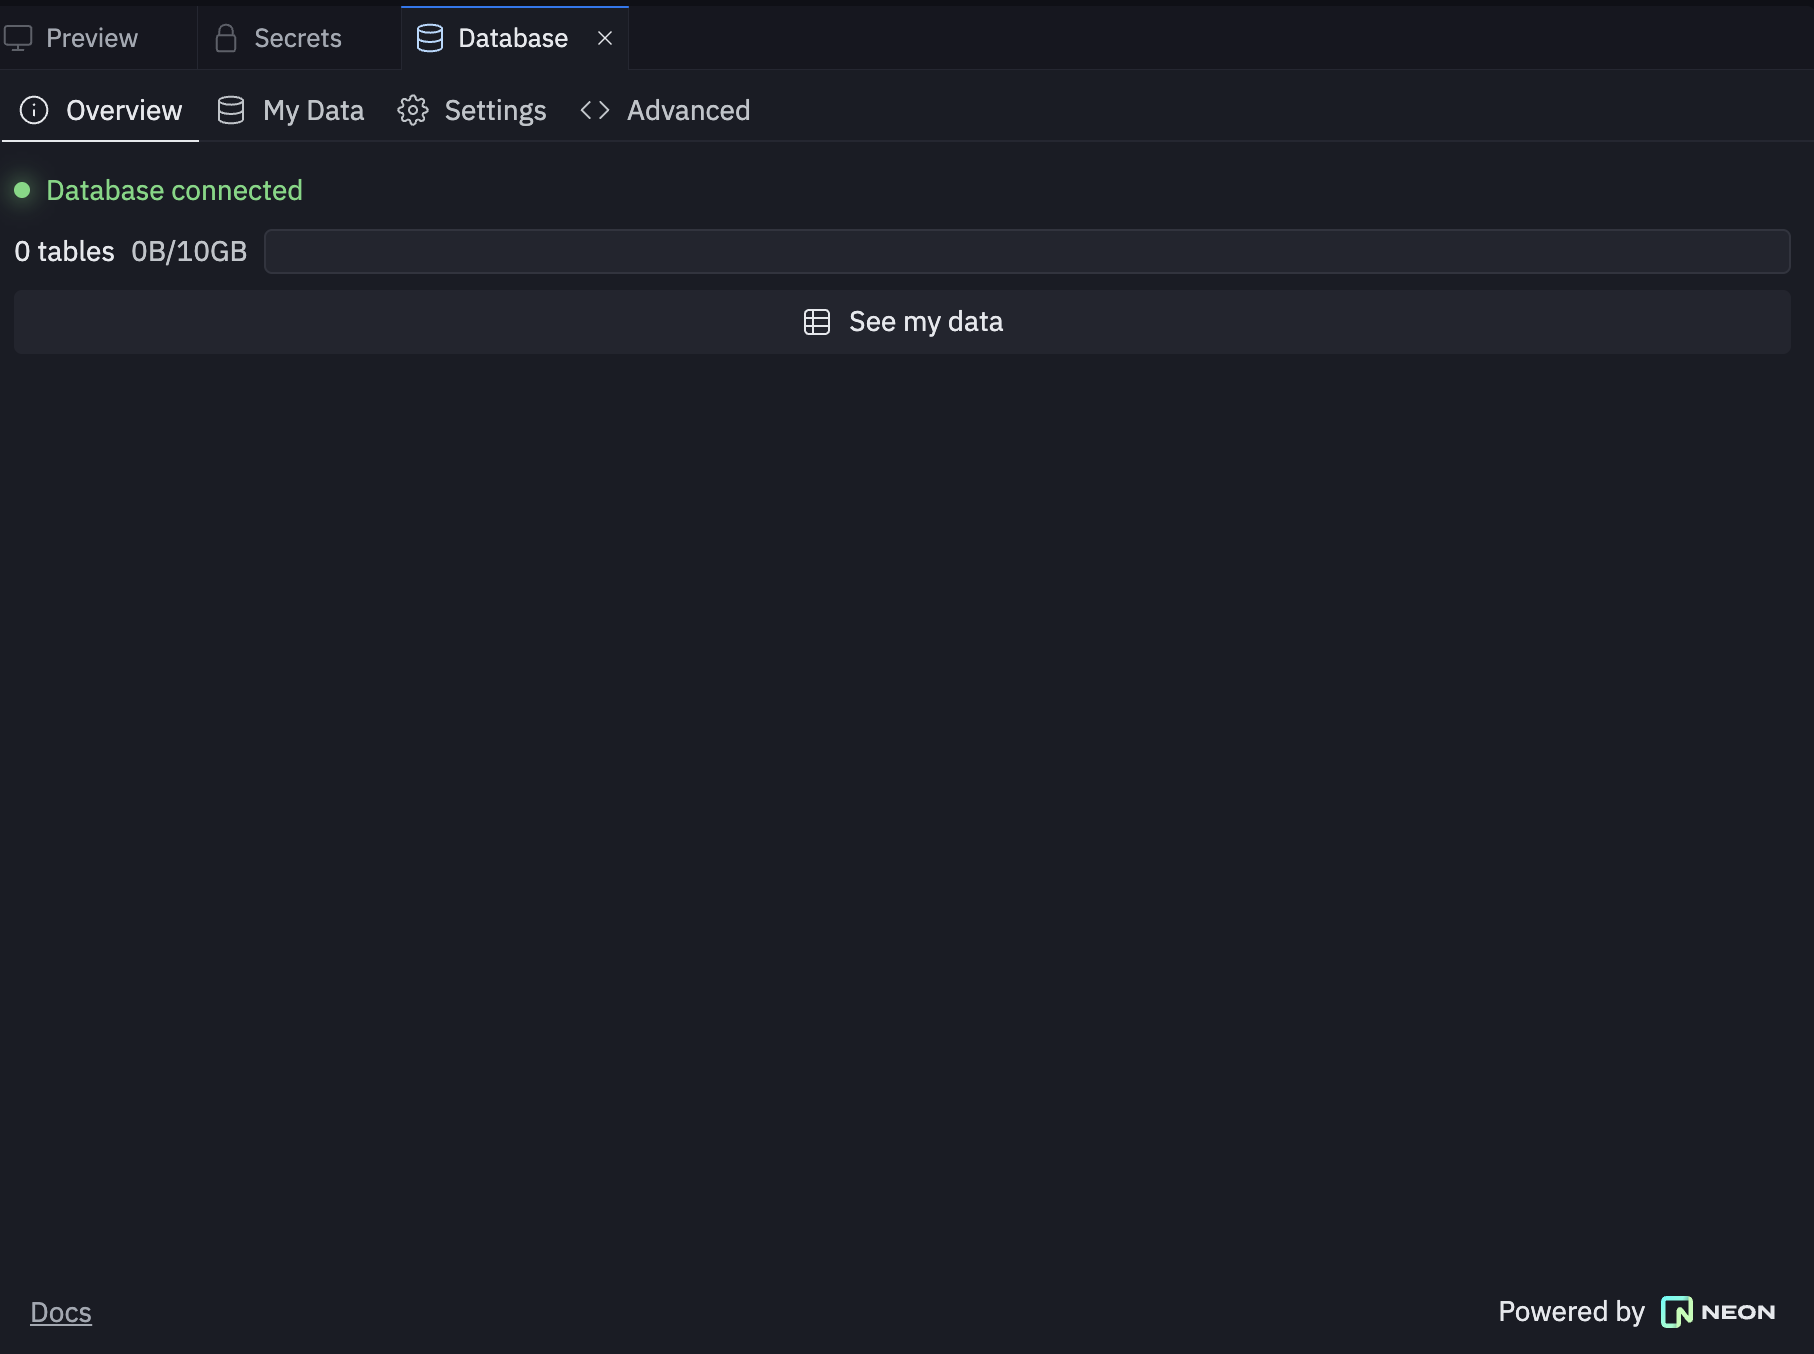 Preview Secrets Database
Overview My Data Settings Advanced
Database connected
0 tables 0B/10GB
See my data
Docs
Powered by NEON